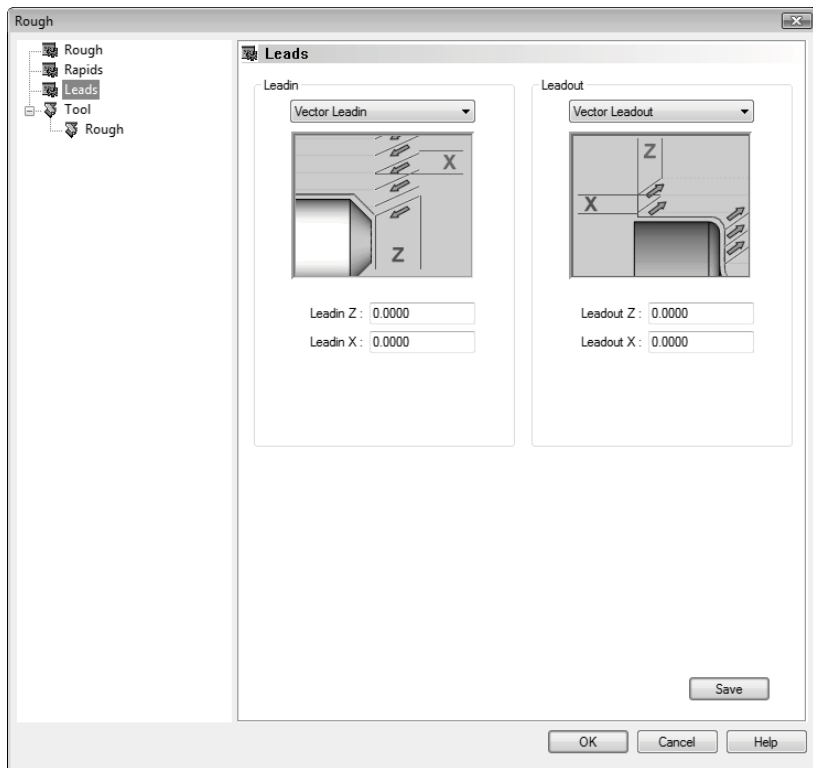 Rough
Rough
Rapids
Leads
Tool
Rough
Leads
Leadin
Vector Leadin
X
Z
Leadin Z : 0.0000
Leadin X : 0.0000
Leadout
Vector Leadout
Z
X
Leadout Z : 0.0000
Leadout X : 0.0000
Save
OK
Cancel
Help